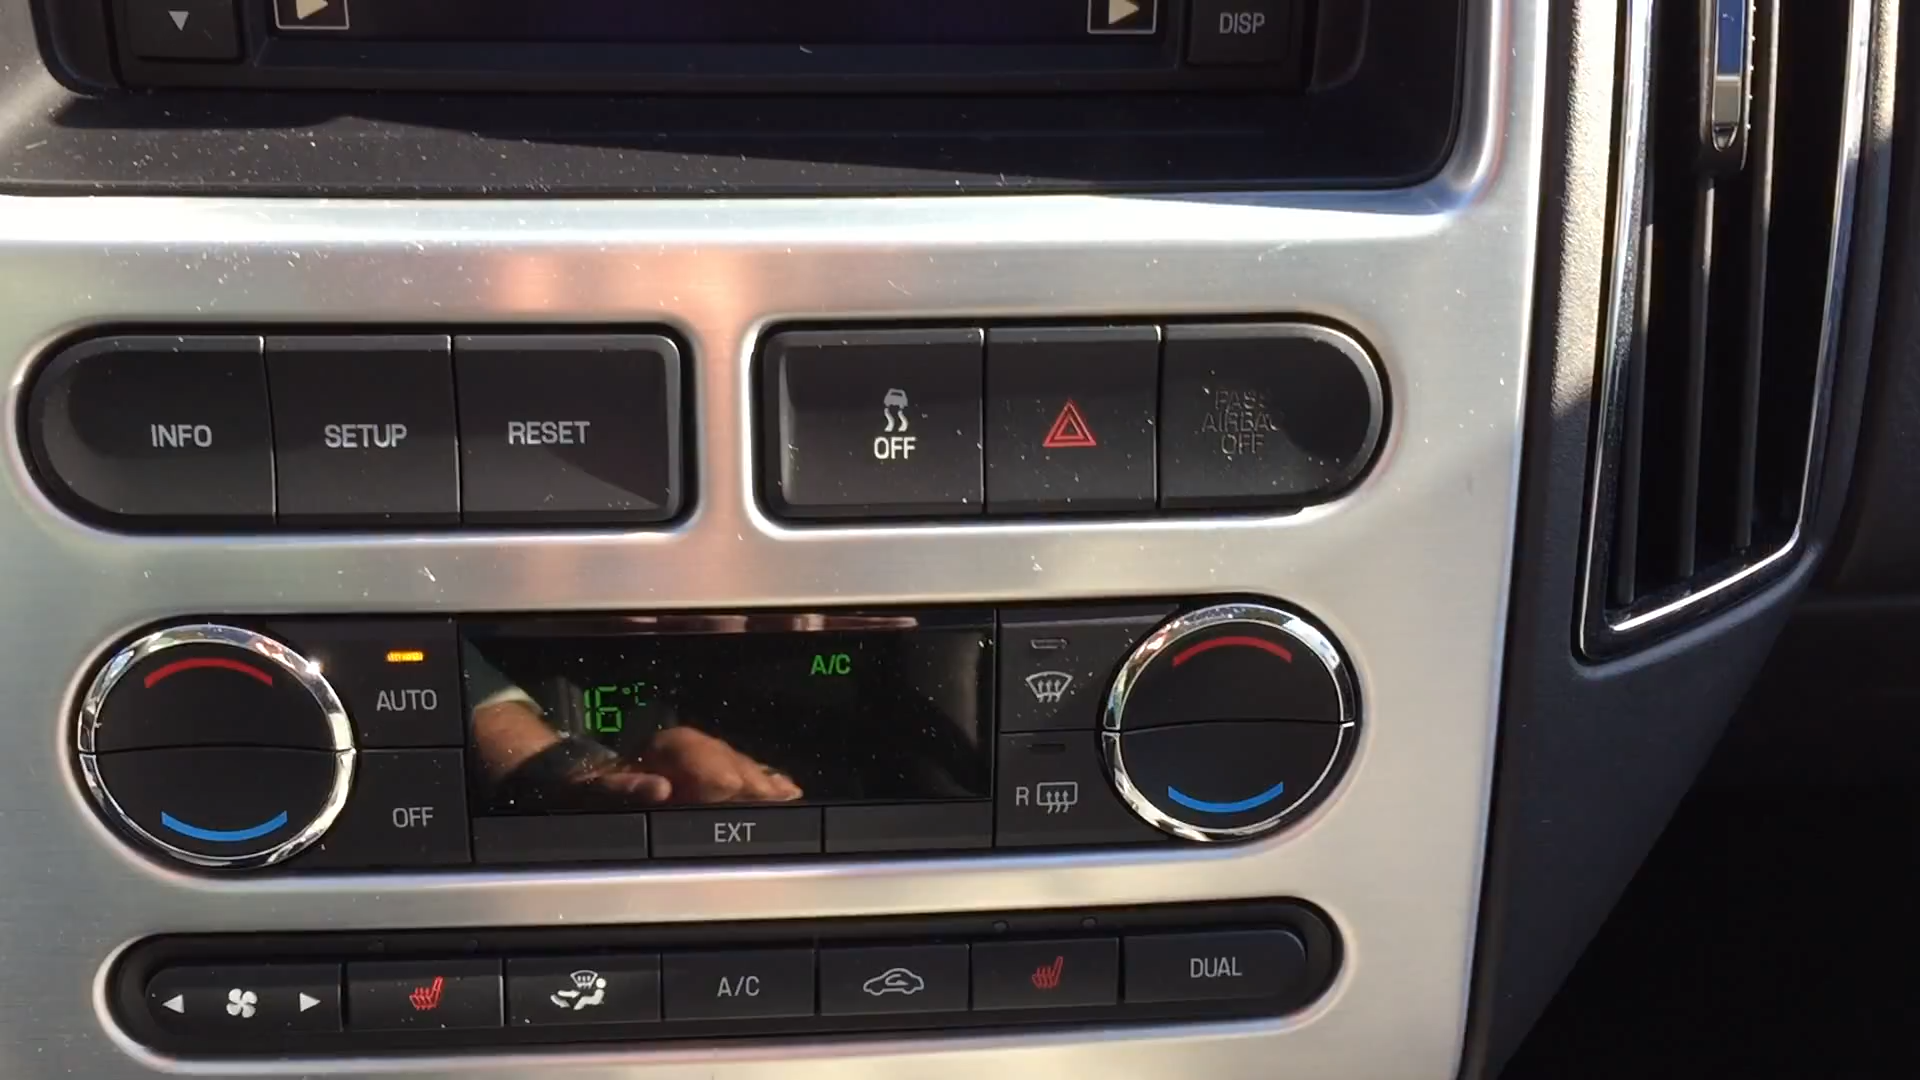 DISP
INFO
SETUP
RESET
OFF
PASS
AIRBAG
OFF
AUTO
16°C
A/C
OFF
EXT
R
A/C
DUAL